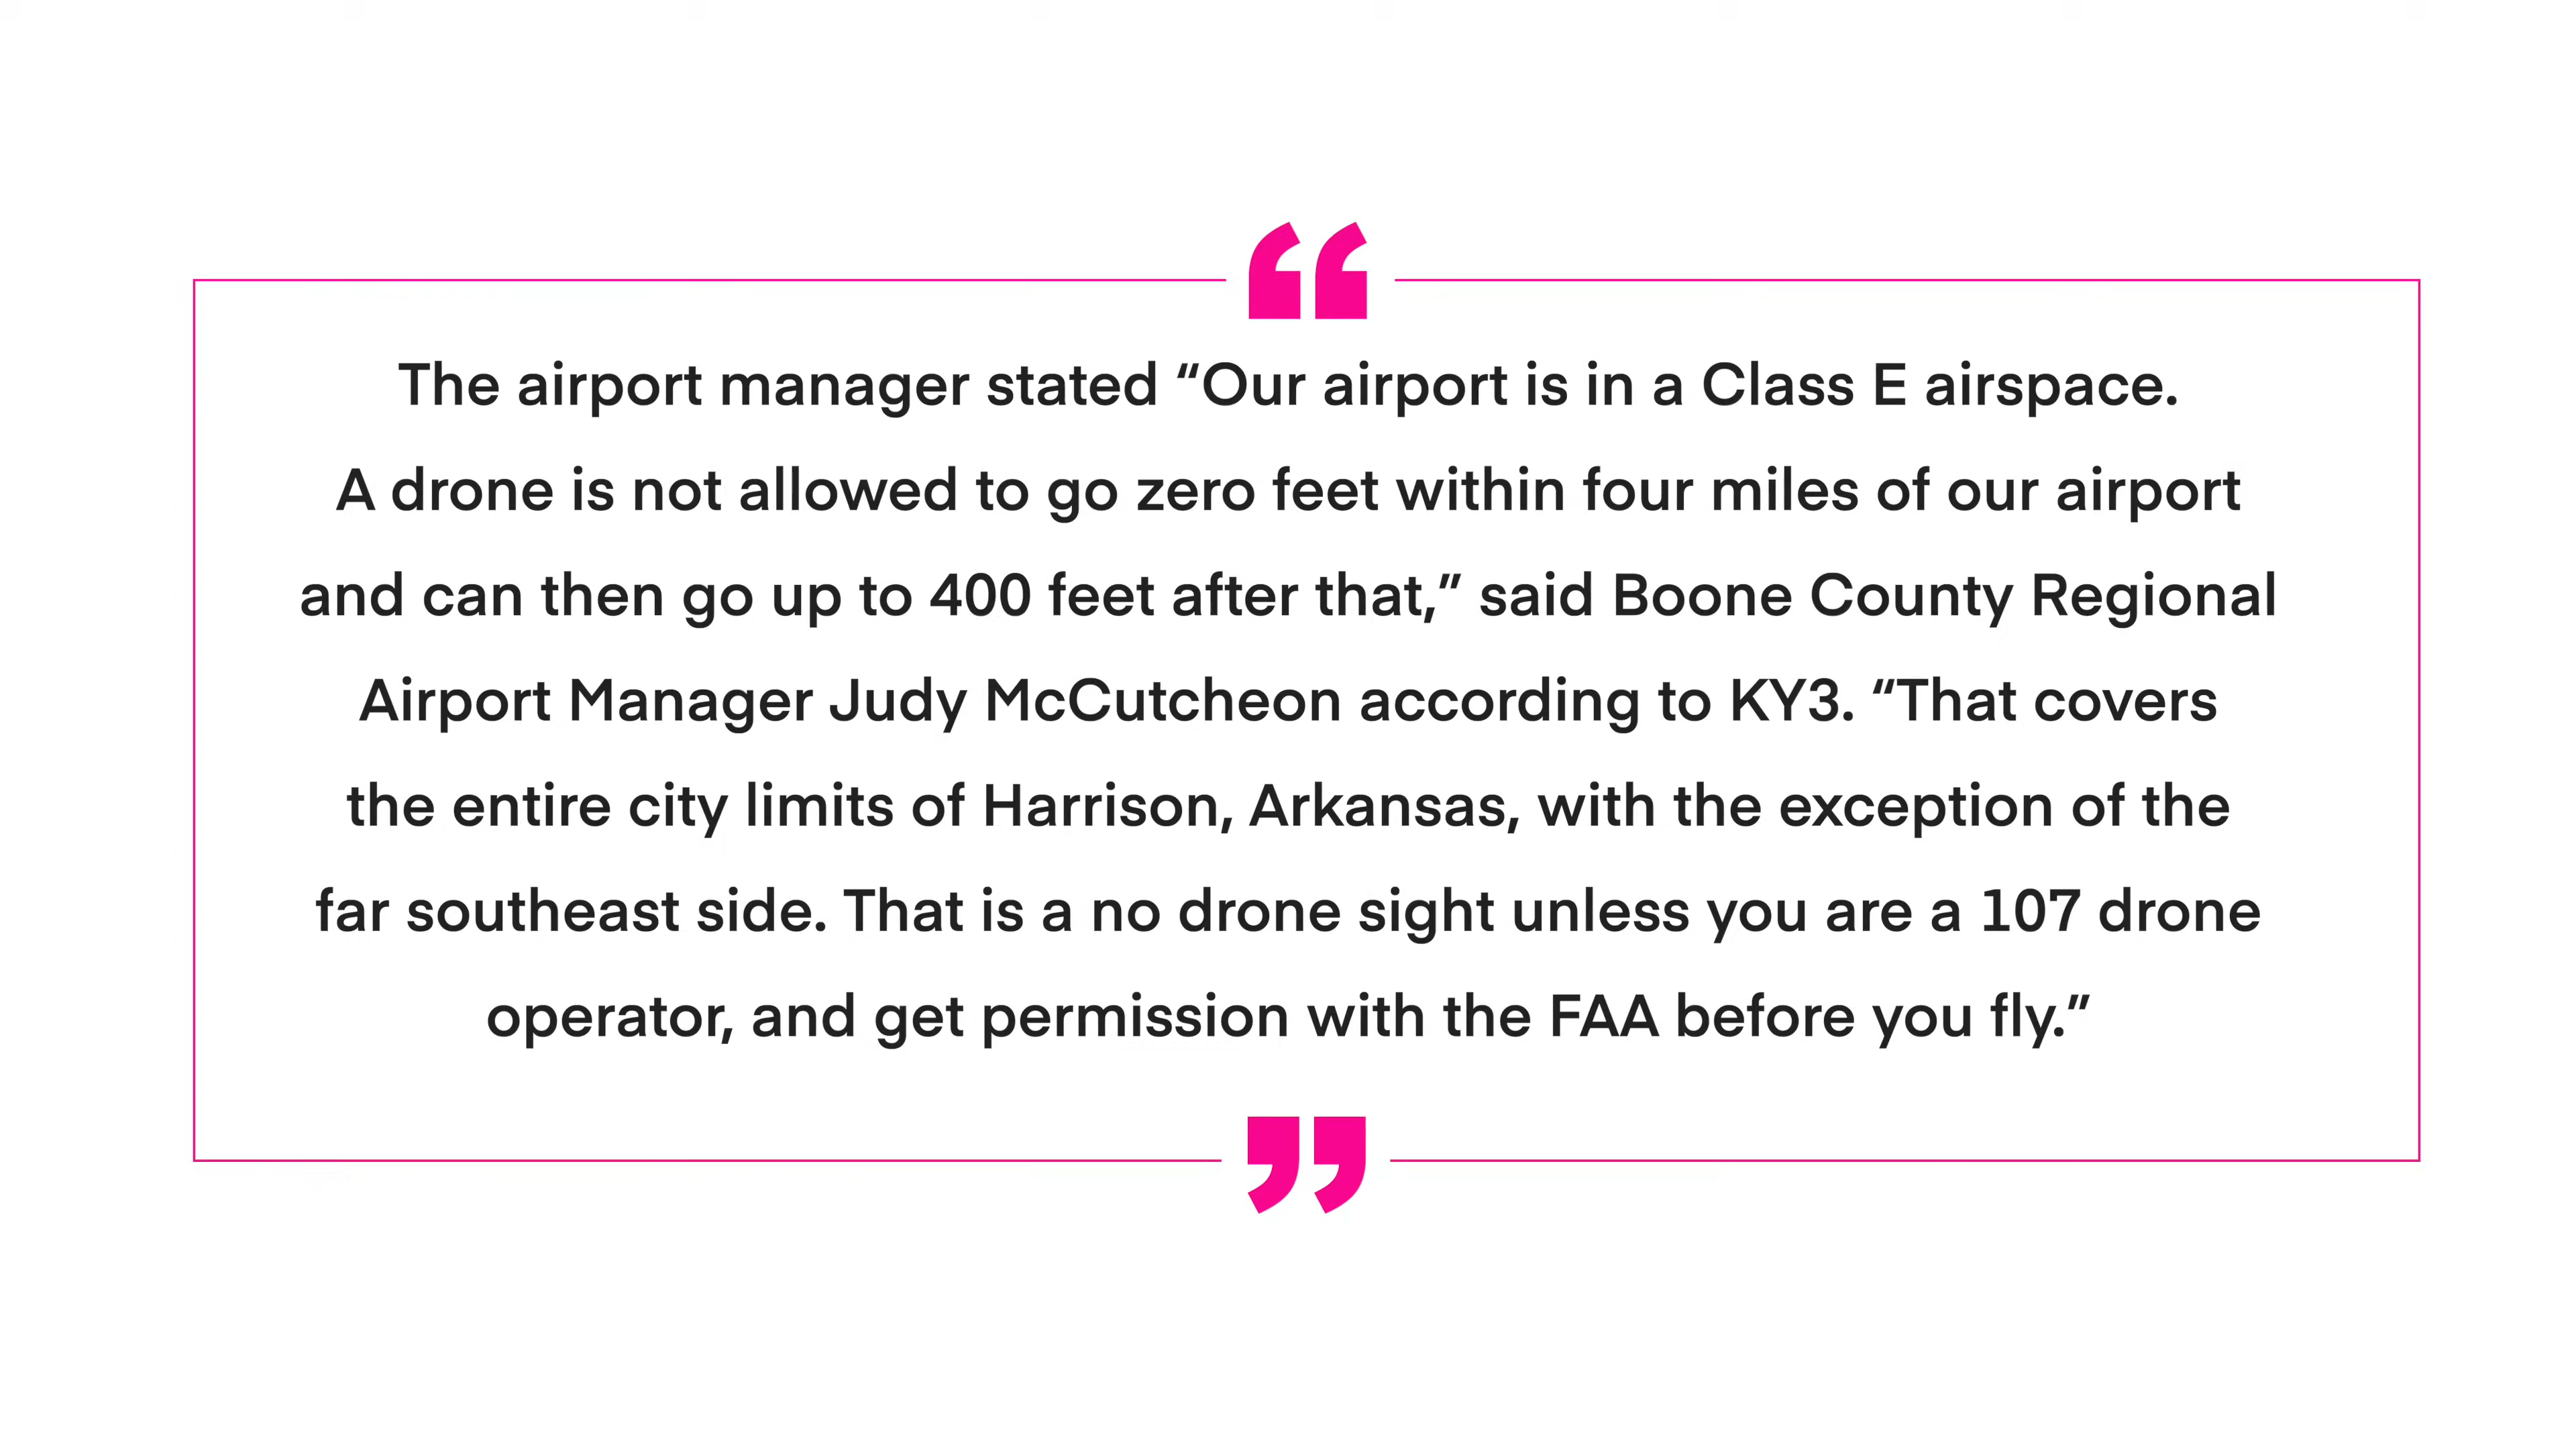 The airport manager stated “Our airport is in a Class E airspace.
A drone is not allowed to go zero feet within four miles of our airport
and can then go up to 400 feet after that,” said Boone County Regional
Airport Manager Judy McCutcheon according to KY3. “That covers
the entire city limits of Harrison, Arkansas, with the exception of the
far southeast side. That is a no drone sight unless you are a 107 drone
operator, and get permission with the FAA before you fly.”